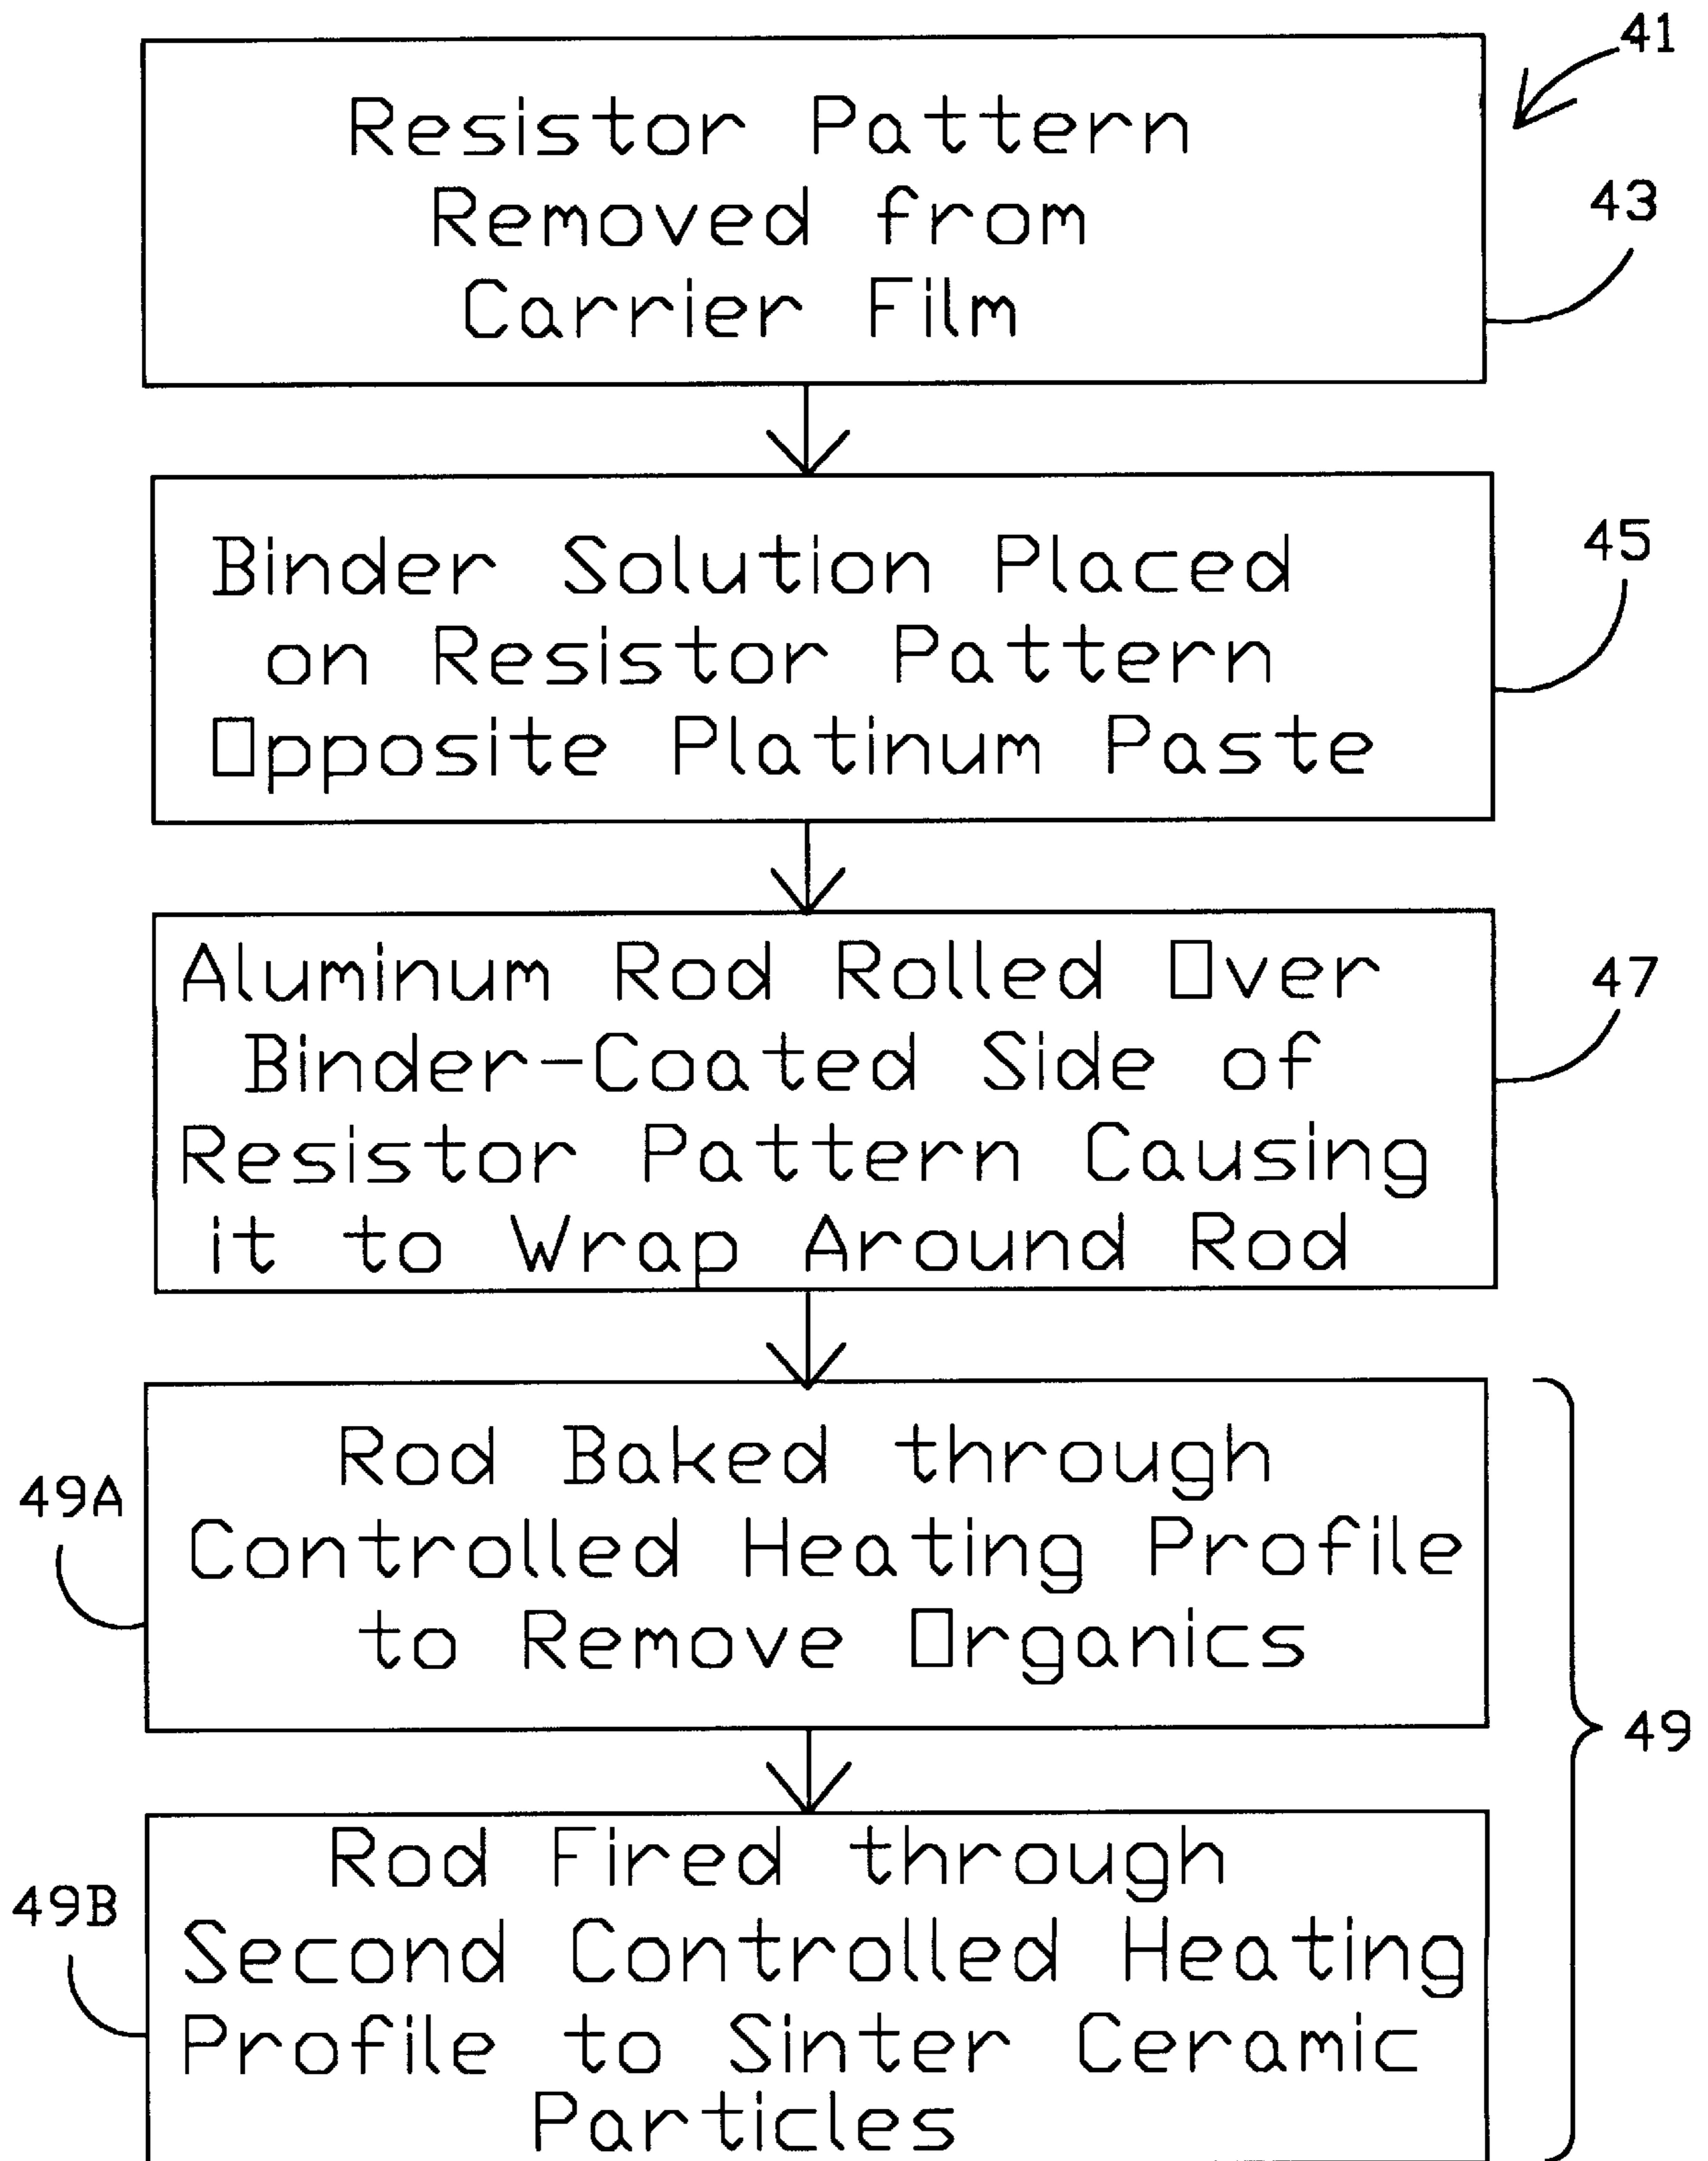 41
Resistor Pattern
Removed from
Carrier Film
43
Binder Solution Placed
on Resistor Pattern
Opposite Platinum Paste
45
Aluminum Rod Rolled Over
Binder-Coated Side of
Resistor Pattern Causing
it to Wrap Around Rod
47
Rod Baked through
Controlled Heating Profile
to Remove Organics
49A
49
Rod Fired through
Second Controlled Heating
Profile to Sinter Ceramic
Particles
49B